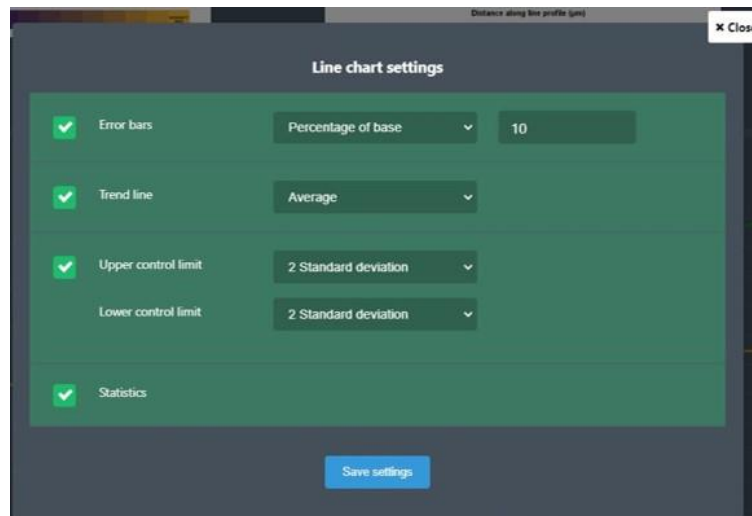 Distance along line profile (μm)
× Close
Line chart settings
Error bars
Percentage of base
10
Trend line
Average
Upper control limit
2 Standard deviation
Lower control limit
2 Standard deviation
Statistics
Save settings